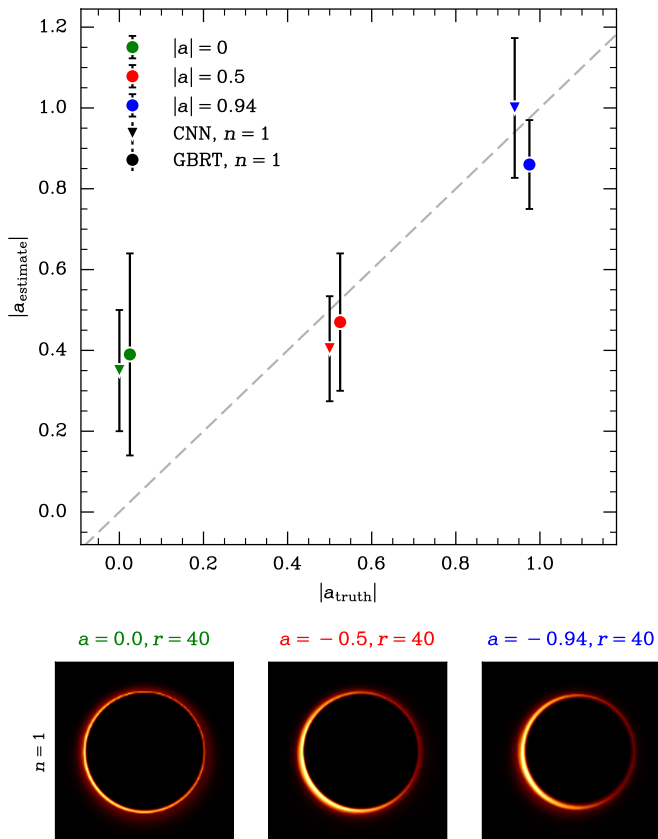 |a| = 0
|a| = 0.5
|a| = 0.94
CNN, n = 1
GBRT, n = 1
1.2
1.0
0.8
0.6
0.4
0.2
0.0
|a_estimate|
0.0 0.2 0.4 0.6 0.8 1.0
|a_truth|
a = 0.0, r = 40
a = −0.5, r = 40
a = −0.94, r = 40
n = 1